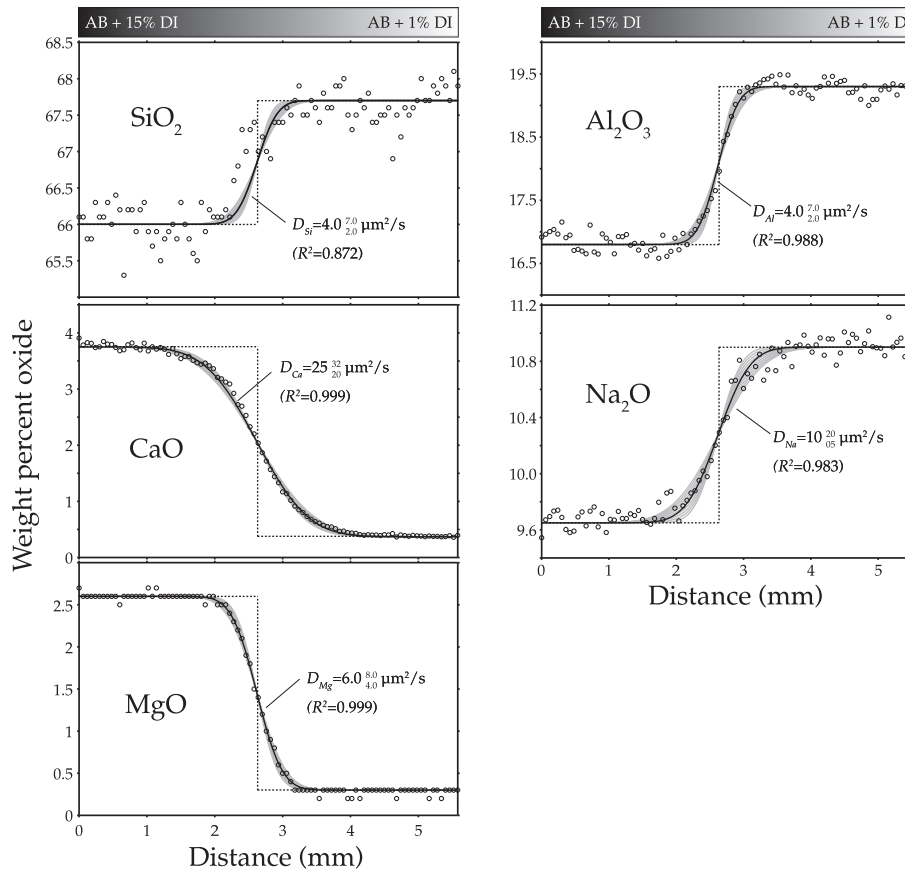 AB + 15% DI AB + 1% DI
68.5
68
67.5
67
66.5
66
65.5
SiO₂
D_Si=4.0 7.0 2.0 µm²/s
(R²=0.872)
4
3
2
1
0
CaO
D_Ca=25 32 20 µm²/s
(R²=0.999)
2.5
2
1.5
1
0.5
0
MgO
D_Mg=6.0 8.0 4.0 µm²/s
(R²=0.999)
0 1 2 3 4 5
Distance (mm)
Weight percent oxide
AB + 15% DI AB + 1% D
19.5
18.5
17.5
16.5
Al₂O₃
D_Al=4.0 7.0 2.0 µm²/s
(R²=0.988)
11.2
10.8
10.4
10.0
9.6
Na₂O
D_Na=10 20 05 µm²/s
(R²=0.983)
0 1 2 3 4 5
Distance (mm)